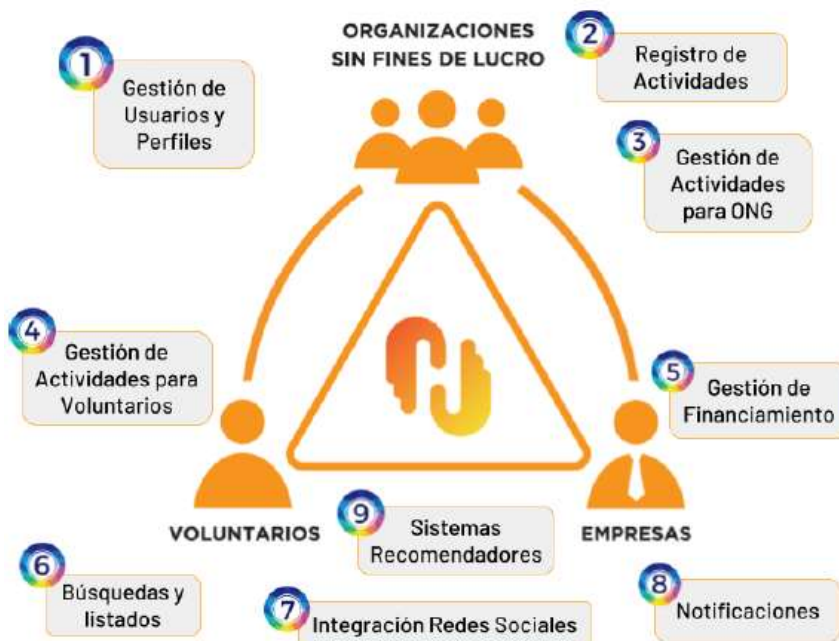 ORGANIZACIONES
SIN FINES DE LUCRO
1
Gestión de
Usuarios y
Perfiles
2
Registro de
Actividades
3
Gestión de
Actividades
para ONG
4
Gestión de
Actividades para
Voluntarios
5
Gestión de
Financiamiento
VOLUNTARIOS
EMPRESAS
9
Sistemas
Recomendadores
6
Búsquedas y
listados
7
Integración Redes Sociales
8
Notificaciones